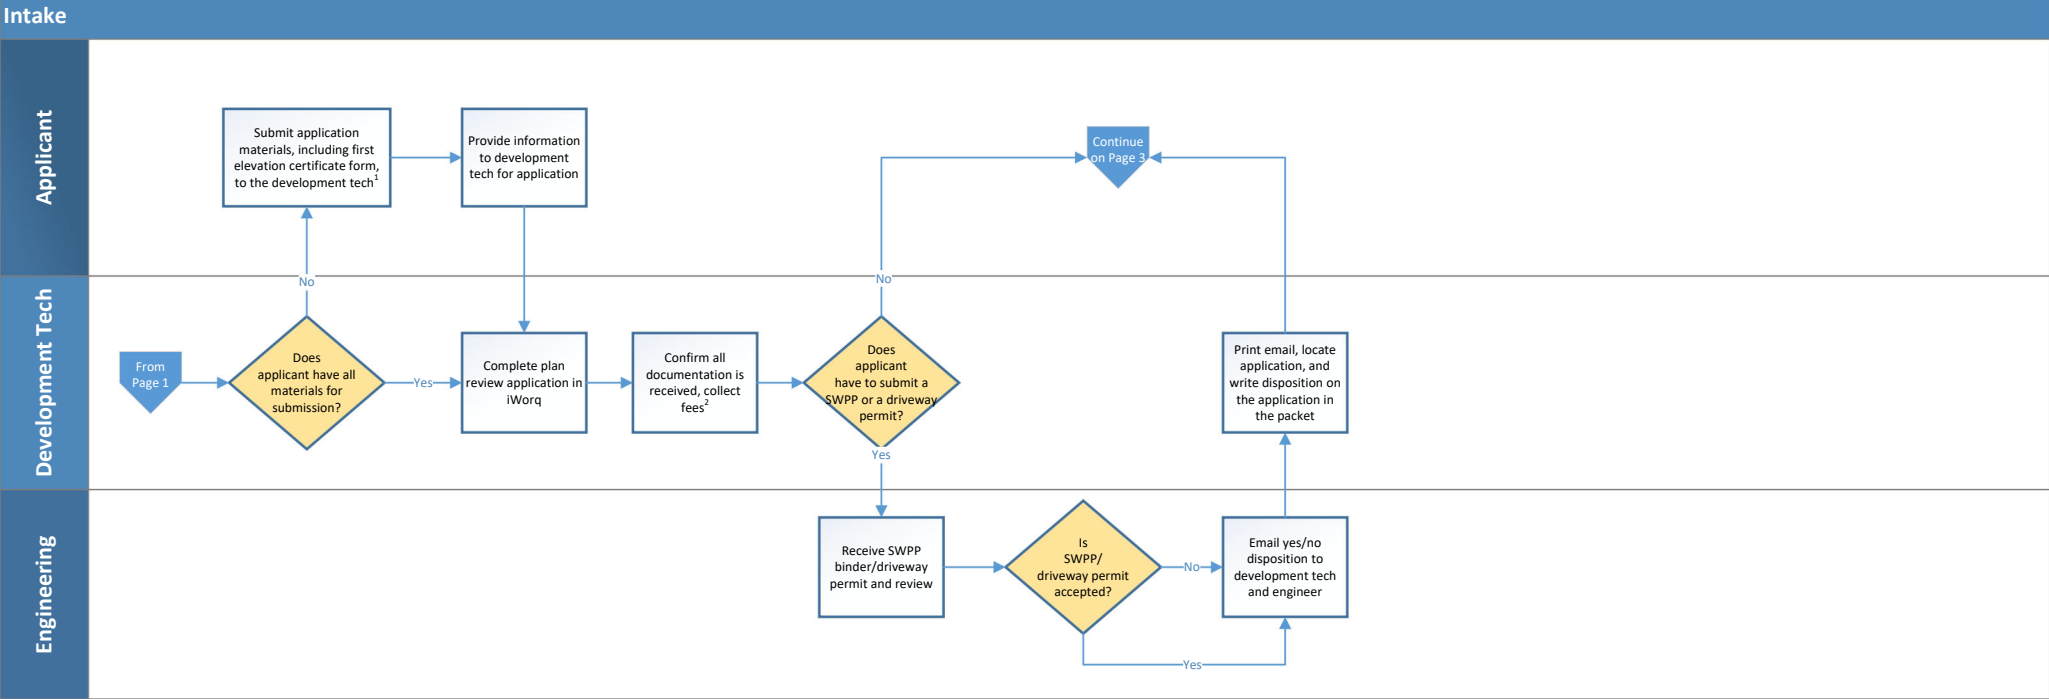 Intake
Applicant
Submit application
materials, including first
elevation certificate form,
to the development tech1
Provide information
to development
tech for application
Continue
on Page 3
No
No
Development Tech
From
Page 1
Does
applicant have all
materials for
submission?
Yes
Complete plan
review application in
iWorq
Confirm all
documentation is
received, collect
fees2
Does
applicant
have to submit a
SWPP or a driveway
permit?
Yes
Print email, locate
application, and
write disposition on
the application in
the packet
Engineering
Receive SWPP
binder/driveway
permit and review
Is
SWPP/
driveway permit
accepted?
No
Email yes/no
disposition to
development tech
and engineer
Yes